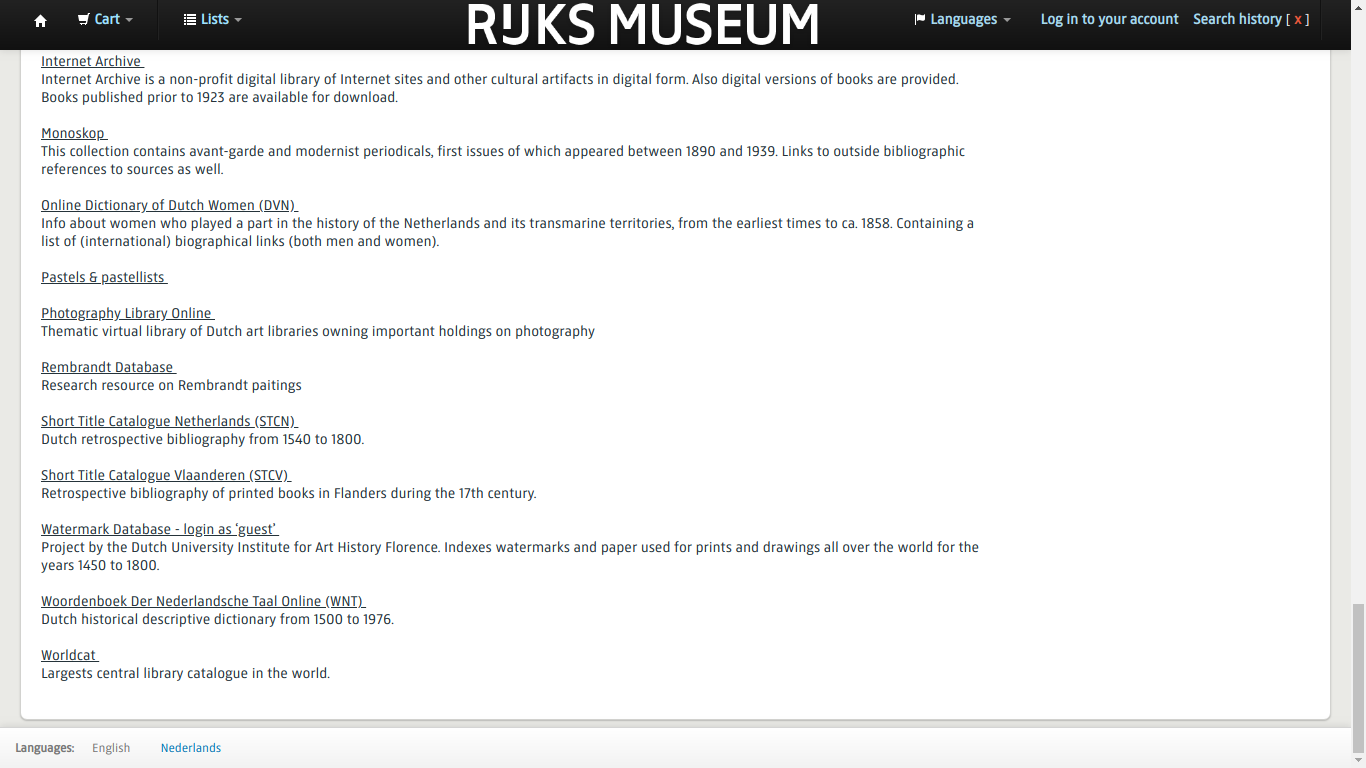 Cart
Lists
RIJKS MUSEUM
Languages
Log in to your account
Search history [ x ]
Internet Archive
Internet Archive is a non-profit digital library of Internet sites and other cultural artifacts in digital form. Also digital versions of books are provided.
Books published prior to 1923 are available for download.
Monoskop
This collection contains avant-garde and modernist periodicals, first issues of which appeared between 1890 and 1939. Links to outside bibliographic
references to sources as well.
Online Dictionary of Dutch Women (DVN)
Info about women who played a part in the history of the Netherlands and its transmarine territories, from the earliest times to ca. 1858. Containing a
list of (international) biographical links (both men and women).
Pastels & pastellists
Photography Library Online
Thematic virtual library of Dutch art libraries owning important holdings on photography
Rembrandt Database
Research resource on Rembrandt paitings
Short Title Catalogue Netherlands (STCN)
Dutch retrospective bibliography from 1540 to 1800.
Short Title Catalogue Vlaanderen (STCV)
Retrospective bibliography of printed books in Flanders during the 17th century.
Watermark Database - login as ‘guest’
Project by the Dutch University Institute for Art History Florence. Indexes watermarks and paper used for prints and drawings all over the world for the
years 1450 to 1800.
Woordenboek Der Nederlandsche Taal Online (WNT)
Dutch historical descriptive dictionary from 1500 to 1976.
Worldcat
Largests central library catalogue in the world.
Languages: English Nederlands